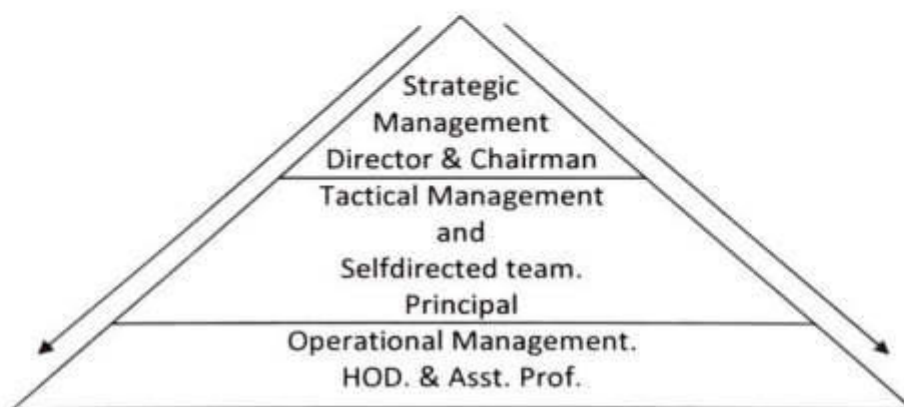 Strategic
Management
Director & Chairman
Tactical Management
and
Selfdirected team.
Principal
Operational Management.
HOD. & Asst. Prof.